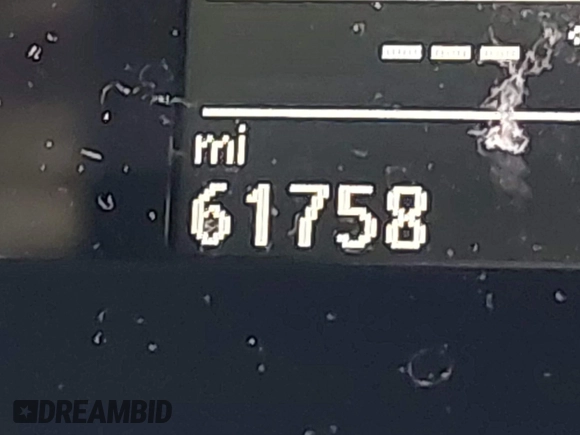 ---
mi
61758
DREAMBID